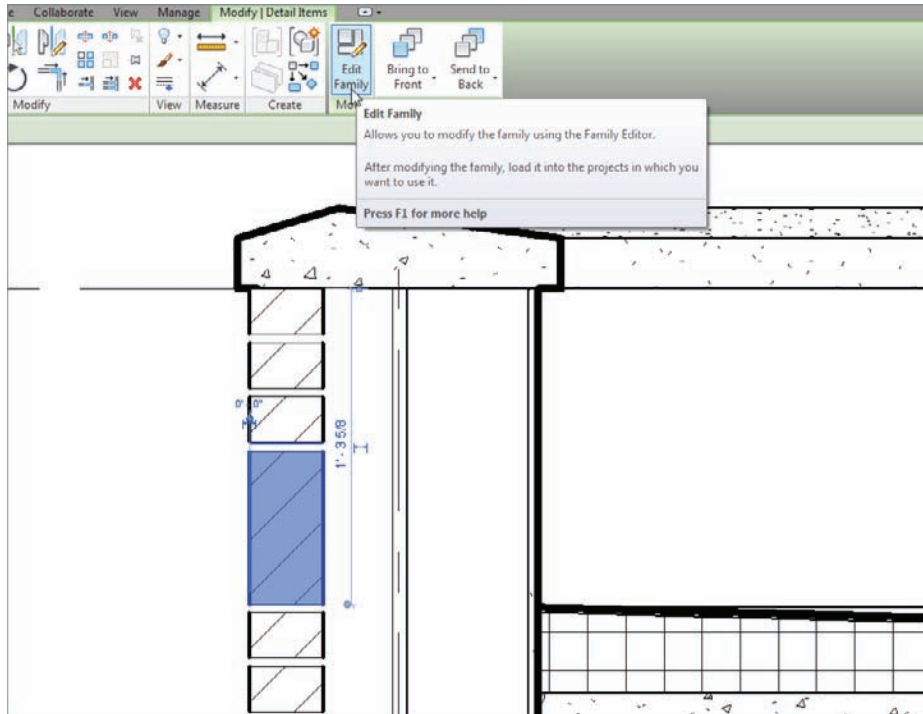 e Collaborate View Manage Modify | Detail Items
Edit
Family
Bring to
Front
Send to
Back
Modify View Measure Create Mo
Edit Family
Allows you to modify the family using the Family Editor.
After modifying the family, load it into the projects in which you
want to use it.
Press F1 for more help
0' 0"
1' - 3 5/8